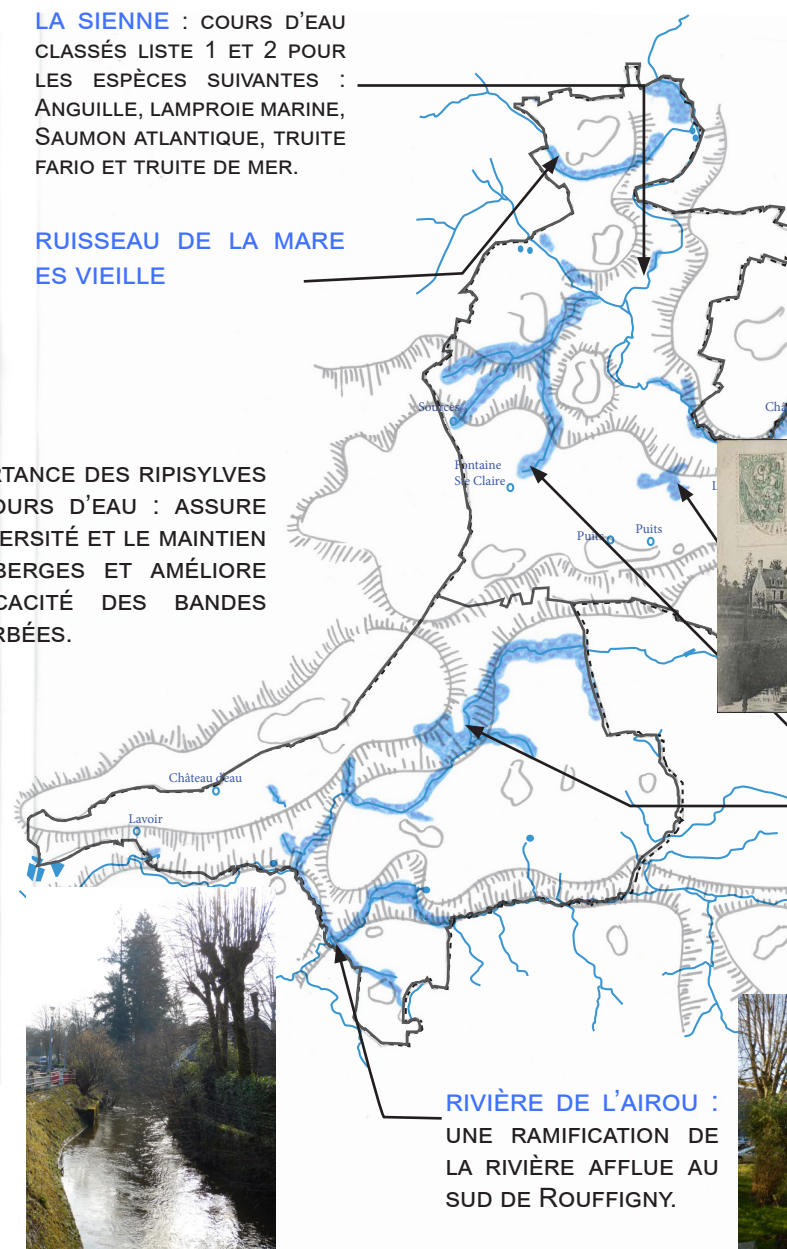 LA SIENNE : COURS D'EAU
CLASSÉS LISTE 1 ET 2 POUR
LES ESPÈCES SUIVANTES :
ANGUILLE, LAMPROIE MARINE,
SAUMON ATLANTIQUE, TRUITE
FARIO ET TRUITE DE MER.
RUISSEAU DE LA MARE
ES VIEILLE
Sources
Châ
RTANCE DES RIPISYLVES
OURS D'EAU : ASSURE
ERSITÉ ET LE MAINTIEN
BERGES ET AMÉLIORE
CACITÉ DES BANDES
RBÉES.
Fontaine
Ste Claire
L
Puits
Puits
Château d'eau
Lavoir
RIVIÈRE DE L'AIROU :
UNE RAMIFICATION DE
LA RIVIÈRE AFFLUE AU
SUD DE ROUFFIGNY.